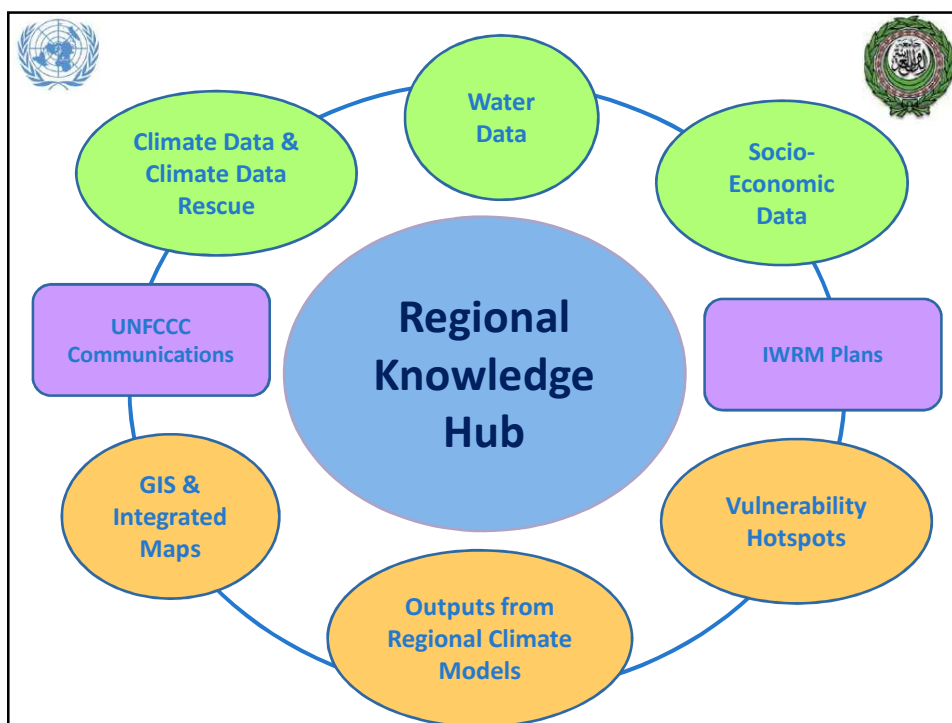 Water
Data
Climate Data &
Climate Data
Rescue
Socio-
Economic
Data
Regional
Knowledge
Hub
UNFCCC
Communications
IWRM Plans
GIS &
Integrated
Maps
Vulnerability
Hotspots
Outputs from
Regional Climate
Models